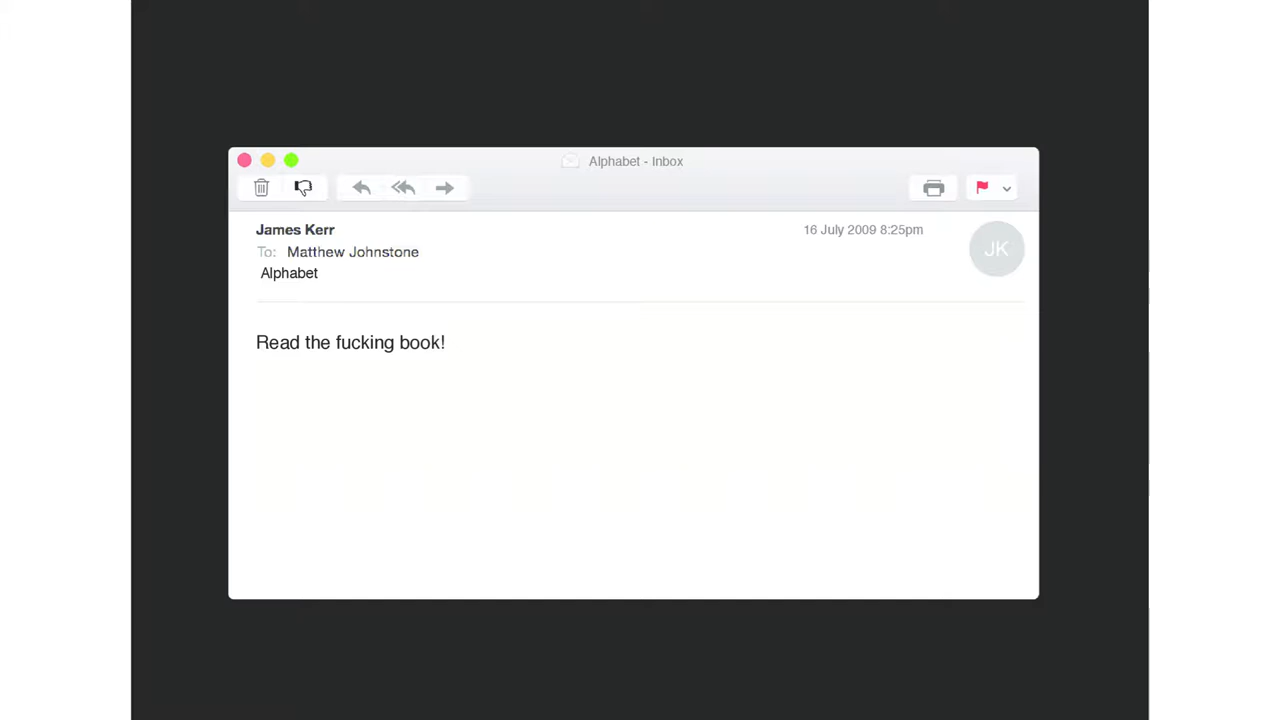 Alphabet - Inbox
James Kerr
16 July 2009 8:25pm
JK
To: Matthew Johnstone
Alphabet
Read the fucking book!